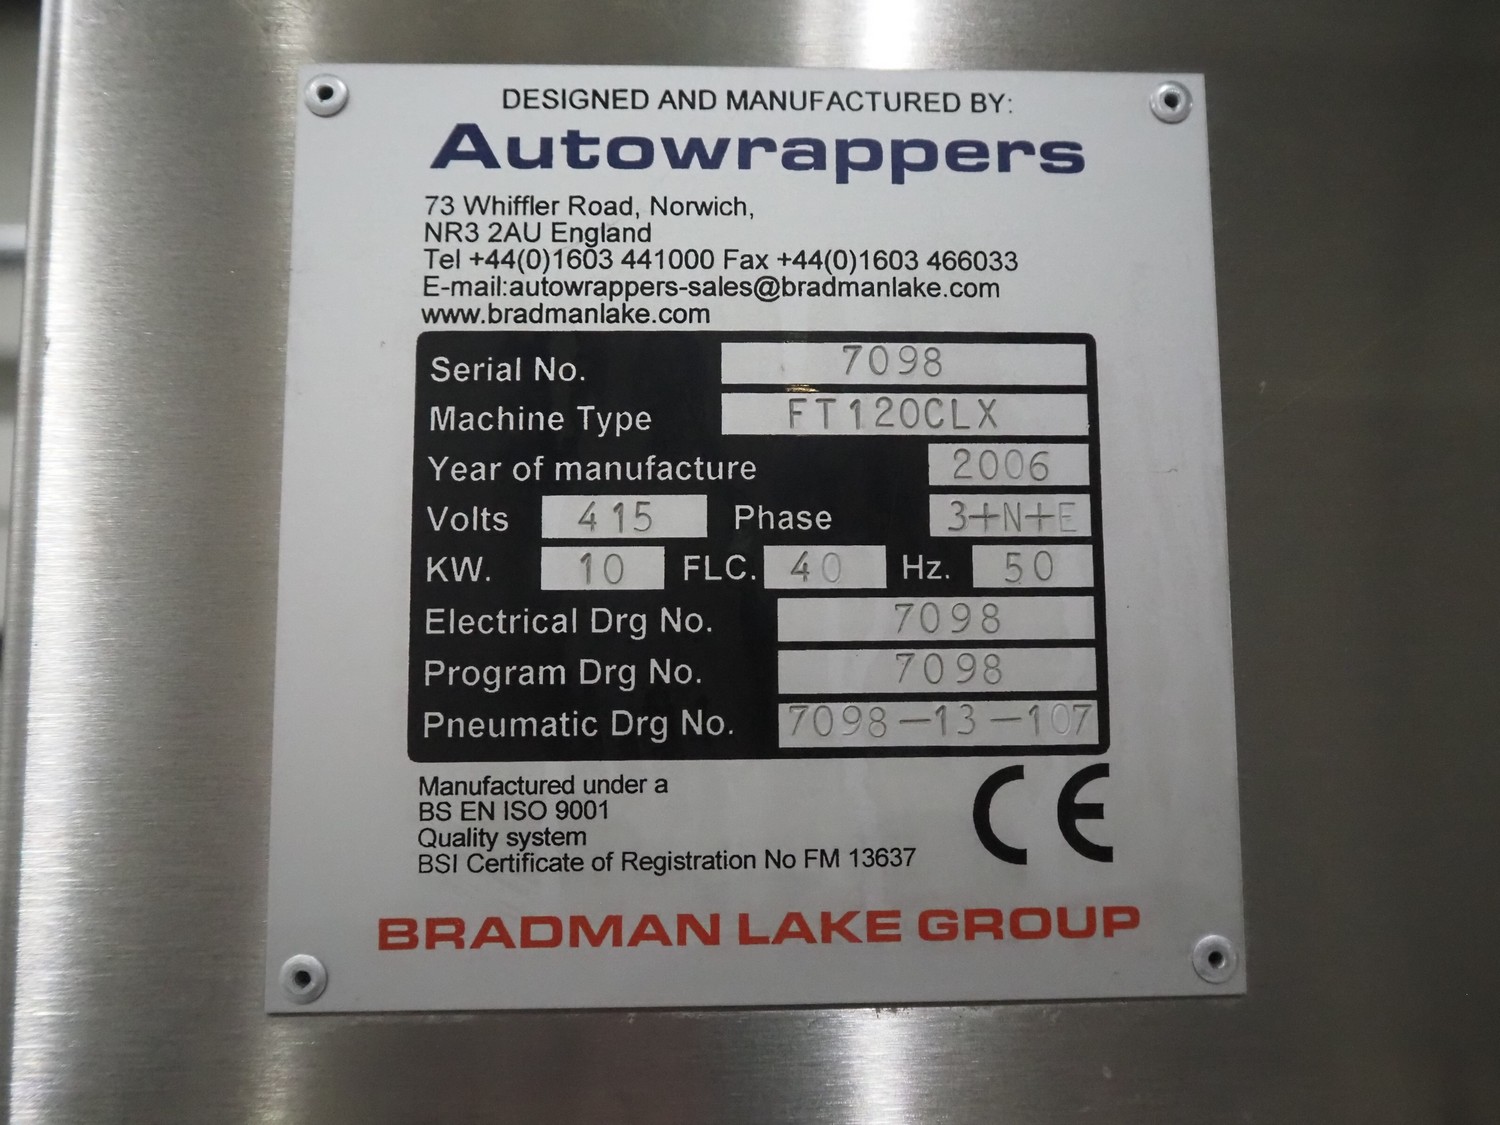 DESIGNED AND MANUFACTURED BY:
Autowrappers
73 Whiffler Road, Norwich,
NR3 2AU England
Tel +44(0)1603 441000 Fax +44(0)1603 466033
E-mail:autowrappers-sales@bradmanlake.com
www.bradmanlake.com
Serial No. 7098
Machine Type FT120CLX
Year of manufacture 2006
Volts 415 Phase 3+N+E
KW. 10 FLC. 40 Hz. 50
Electrical Drg No. 7098
Program Drg No. 7098
Pneumatic Drg No. 7098-13-107
Manufactured under a
BS EN ISO 9001
Quality system
BSI Certificate of Registration No FM 13637
CE
BRADMAN LAKE GROUP